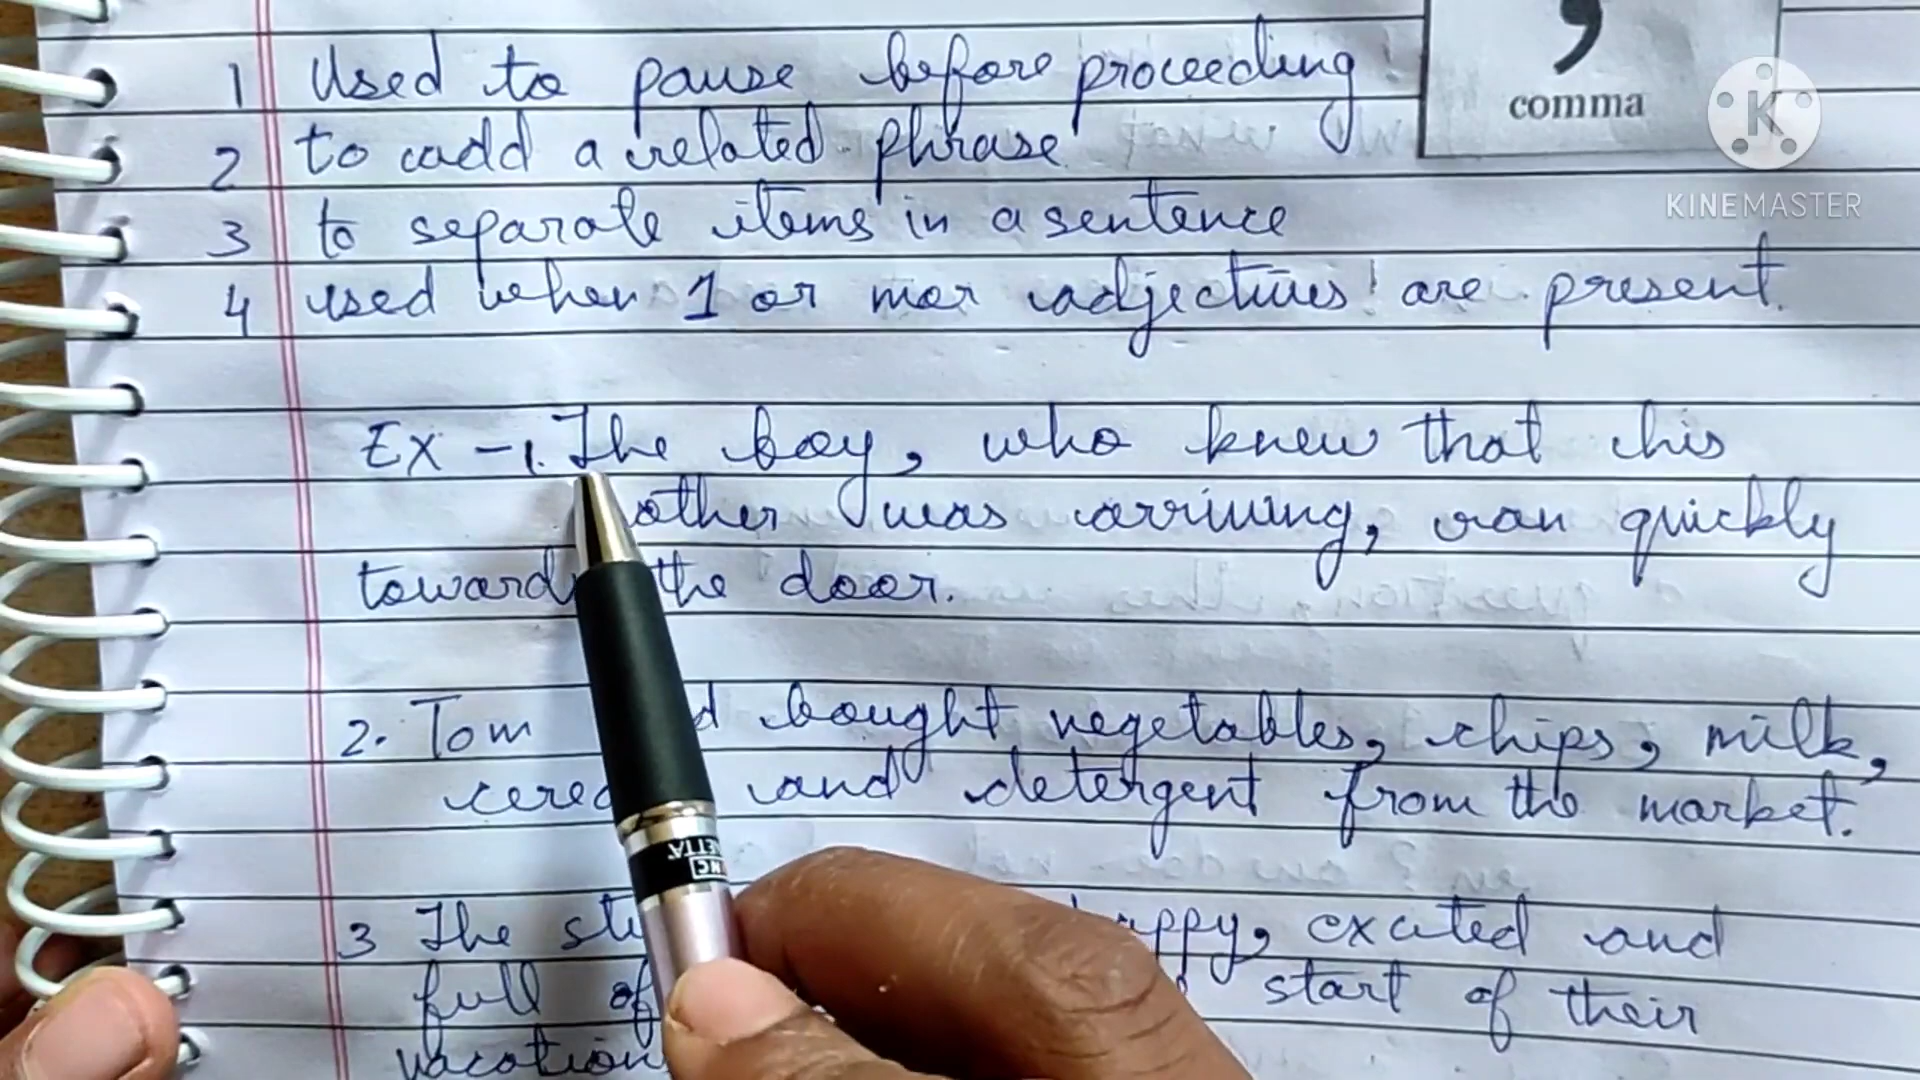 ,
comma
K
KINEMASTER
1 Used to pause before proceeding
2 to add a related phrase
3 to separate items in a sentence
4 used when 1 or mor adjectives are present.
Ex -1. The boy, who knew that his
other was arriving, ran quickly
toward the door.
2. Tom bought vegetables, chips, milk,
and detergent from the market.
3 The happy, excited and
full of start of their
vacation